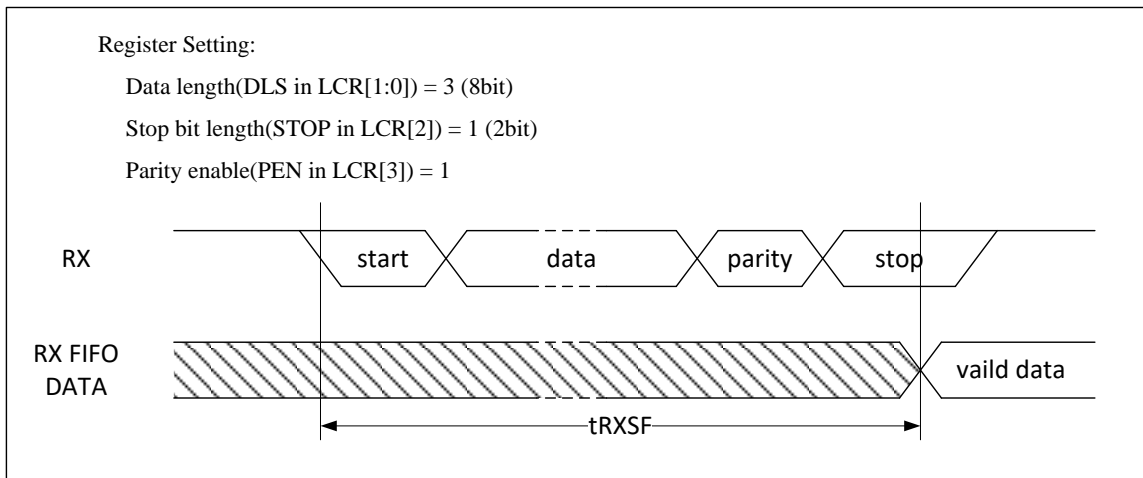 Register Setting:
Data length(DLS in LCR[1:0]) = 3 (8bit)
Stop bit length(STOP in LCR[2]) = 1 (2bit)
Parity enable(PEN in LCR[3]) = 1
RX
start
data
parity
stop
RX FIFO
DATA
vaild data
tRXSF